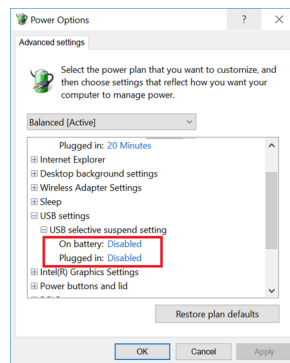 Power Options
Advanced settings
Select the power plan that you want to customize, and
then choose settings that reflect how you want your
computer to manage power.
Balanced [Active]
Plugged in: 20 Minutes
Internet Explorer
Desktop background settings
Wireless Adapter Settings
Sleep
USB settings
USB selective suspend setting
On battery: Disabled
Plugged in: Disabled
Intel(R) Graphics Settings
Power buttons and lid
Restore plan defaults
OK Cancel Apply